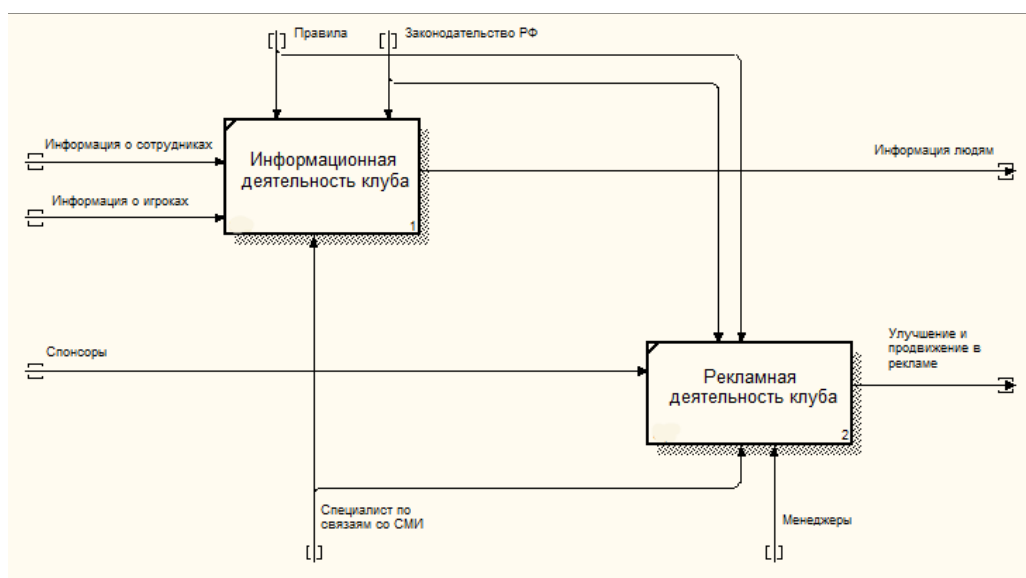 Правила
Законодательство РФ
Информация о сотрудниках
Информационная
деятельность клуба
1
Информация людям
Информация о игроках
Спонсоры
Улучшение и
продвижение в
рекламе
Рекламная
деятельность клуба
2
Специалист по
связаям со СМИ
Менеджеры